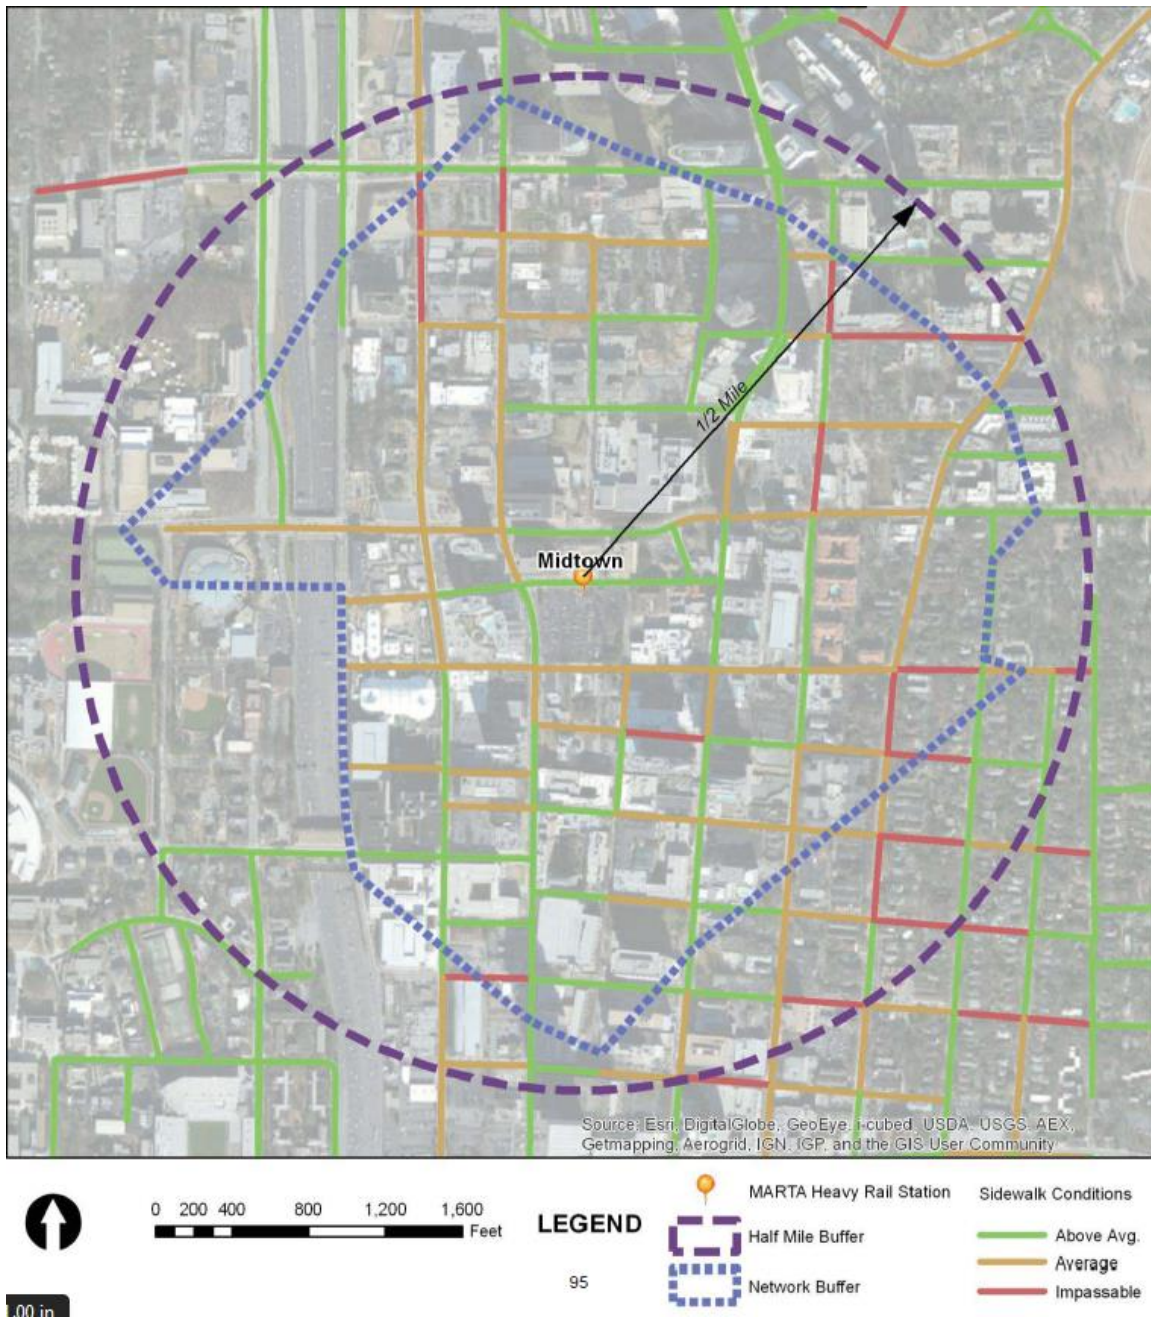 1/2 Mile
Midtown
Source: Esri, DigitalGlobe, GeoEye, i-cubed, USDA, USGS, AEX,
Getmapping, Aerogrid, IGN, IGP, and the GIS User Community
0 200 400 800 1,200 1,600
Feet
LEGEND
95
MARTA Heavy Rail Station
Half Mile Buffer
Network Buffer
Sidewalk Conditions
Above Avg.
Average
Impassable
.00 in